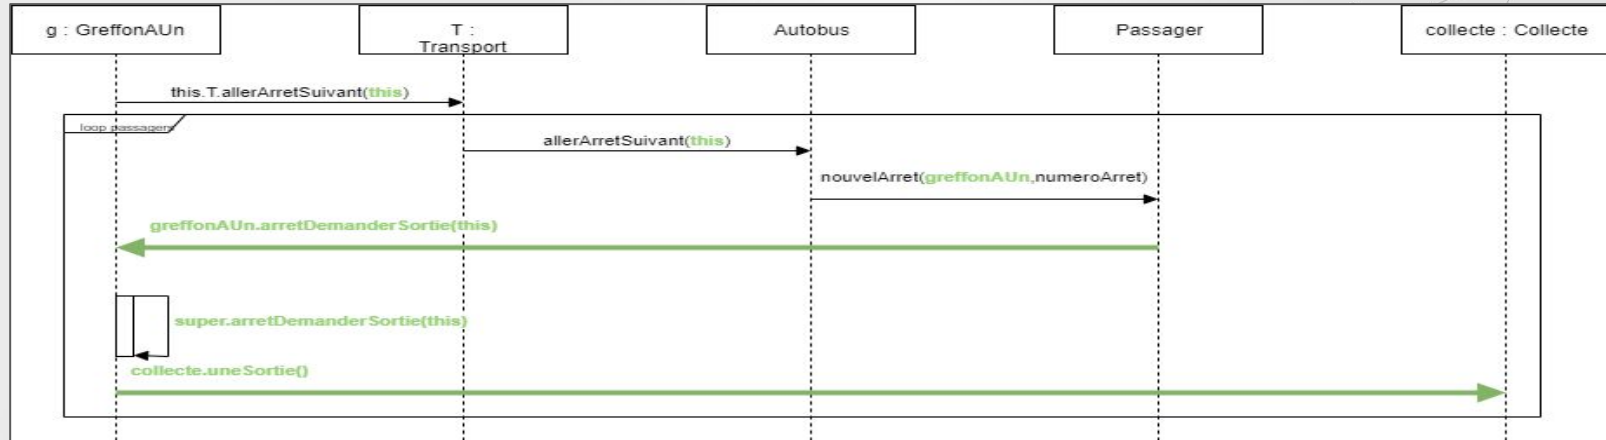 g : GreffonAUn
T :
Transport
Autobus
Passager
collecte : Collecte
this.T.allerArretSuivant(this)
loop passagers
allerArretSuivant(this)
nouvelArret(greffonAUn,numeroArret)
greffonAUn.arretDemanderSortie(this)
super.arretDemanderSortie(this)
collecte.uneSortie()